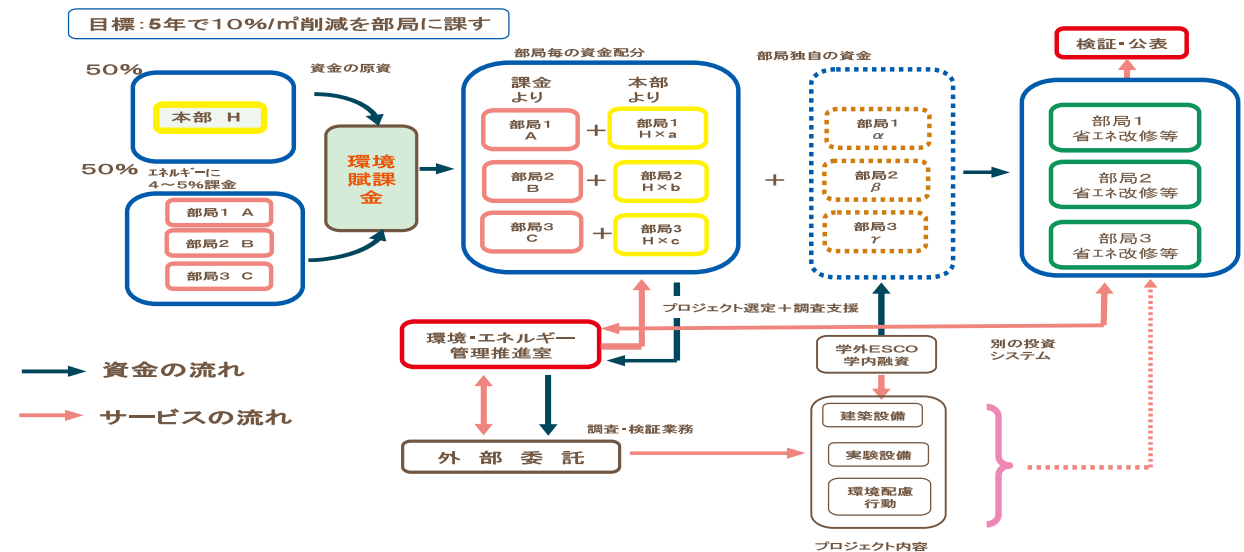 目標:5年で10%/㎡削減を部局に課す
50%
本部 H
資金の原資
50%
エネルギーに
4~5%課金
部局1 A
部局2 B
部局3 C
環境
賦課
金
部局毎の資金配分
課金
より
本部
より
部局1
A
+
部局1
H×a
部局2
B
+
部局2
H×b
部局3
C
+
部局3
H×c
+
部局独自の資金
部局1
α
部局2
β
部局3
γ
検証・公表
部局1
省エネ改修等
部局2
省エネ改修等
部局3
省エネ改修等
プロジェクト選定+調査支援
環境・エネルギー
管理推進室
学外ESCO
学内融資
別の投資
システム
資金の流れ
サービスの流れ
外部委託
調査・検証業務
建築設備
実験設備
環境配慮
行動
プロジェクト内容